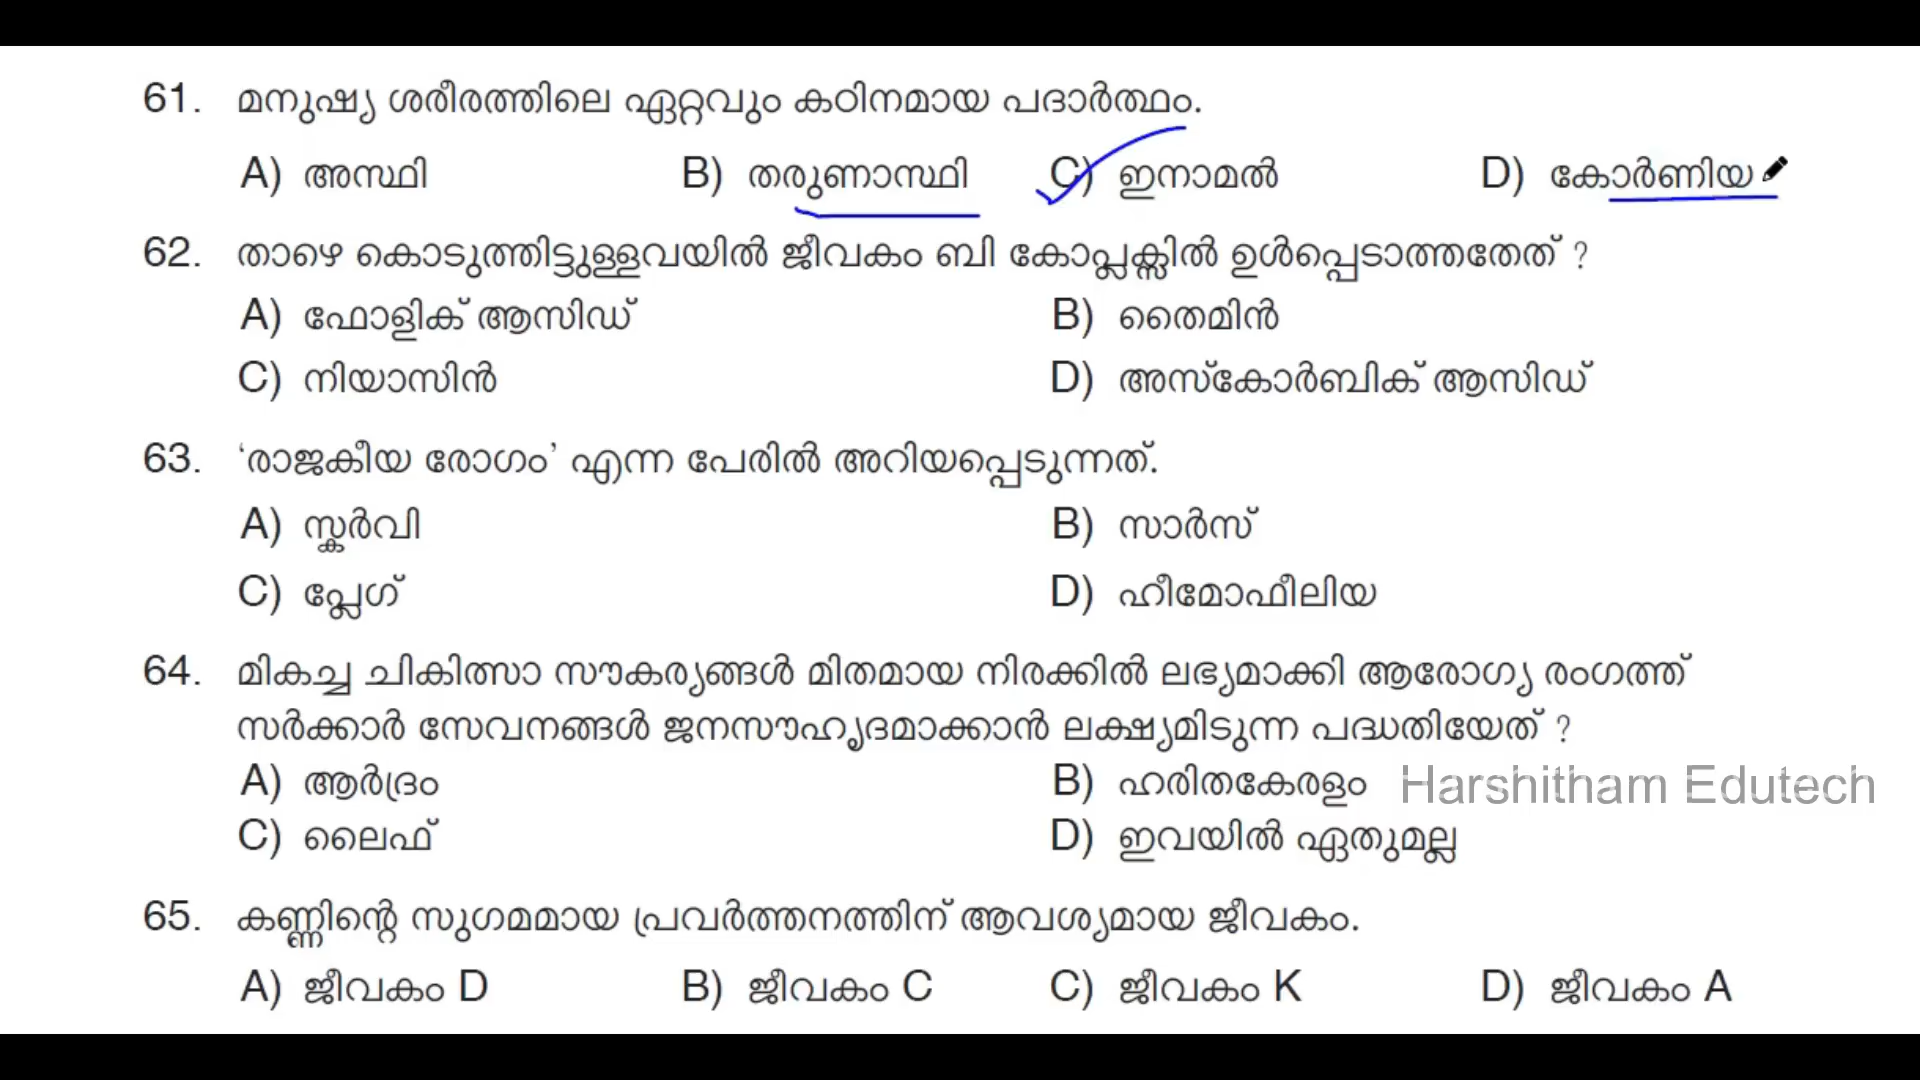 61. മനുഷ്യ ശരീരത്തിലെ ഏറ്റവും കഠിനമായ പദാർത്ഥം.
A) അസ്ഥി B) തരുണാസ്ഥി C) ഇനാമൽ D) കോർണിയ
62. താഴെ കൊടുത്തിട്ടുള്ളവയിൽ ജീവകം ബി കോപ്ലക്സിൽ ഉൾപ്പെടാത്തതേത് ?
A) ഫോളിക് ആസിഡ് B) തൈമിൻ
C) നിയാസിൻ D) അസ്കോർബിക് ആസിഡ്
63. ‘രാജകീയ രോഗം’ എന്ന പേരിൽ അറിയപ്പെടുന്നത്.
A) സ്കർവി B) സാർസ്
C) പ്ലേഗ് D) ഹീമോഫീലിയ
64. മികച്ച ചികിത്സാ സൗകര്യങ്ങൾ മിതമായ നിരക്കിൽ ലഭ്യമാക്കി ആരോഗ്യ രംഗത്ത്
സർക്കാർ സേവനങ്ങൾ ജനസൗഹൃദമാക്കാൻ ലക്ഷ്യമിടുന്ന പദ്ധതിയേത് ?
A) ആർദ്രം B) ഹരിതകേരളം Harshitham Edutech
C) ലൈഫ് D) ഇവയിൽ ഏതുമല്ല
65. കണ്ണിന്റെ സുഗമമായ പ്രവർത്തനത്തിന് ആവശ്യമായ ജീവകം.
A) ജീവകം D B) ജീവകം C C) ജീവകം K D) ജീവകം A